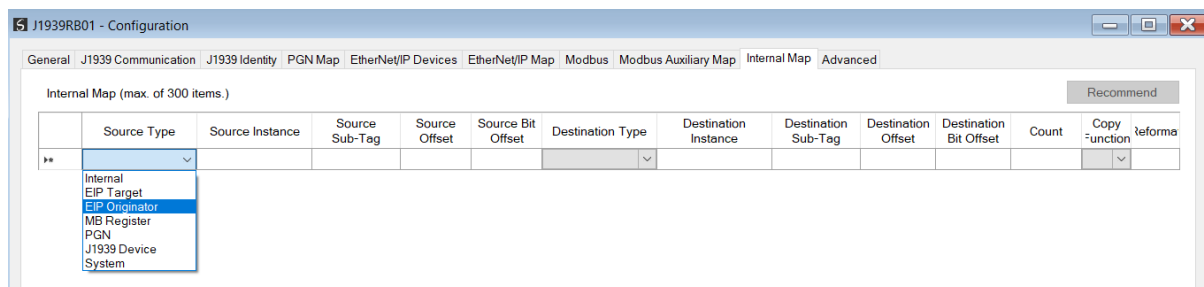 J1939RB01 - Configuration
General J1939 Communication J1939 Identity PGN Map EtherNet/IP Devices EtherNet/IP Map Modbus Modbus Auxiliary Map Internal Map Advanced
Internal Map (max. of 300 items.) Recommend
Source Type Source Instance Source Sub-Tag Source Offset Source Bit Offset Destination Type Destination Instance Destination Sub-Tag Destination Offset Destination Bit Offset Count Copy Function Reforma
Internal
EIP Target
EIP Originator
MB Register
PGN
J1939 Device
System